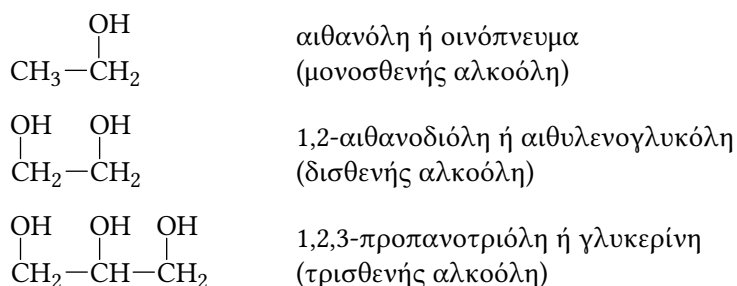 OH
CH₃—CH₂
αιθανόλη ή οινόπνευμα
(μονοσθενής αλκοόλη)
OH OH
CH₂—CH₂
1,2-αιθανοδιόλη ή αιθυλενογλυκόλη
(δισθενής αλκοόλη)
OH OH OH
CH₂—CH—CH₂
1,2,3-προπανοτριόλη ή γλυκερίνη
(τρισθενής αλκοόλη)